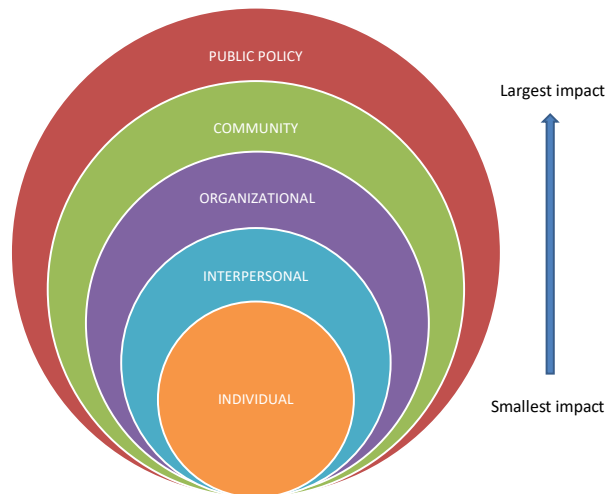 PUBLIC POLICY
Largest impact
COMMUNITY
ORGANIZATIONAL
INTERPERSONAL
INDIVIDUAL
Smallest impact